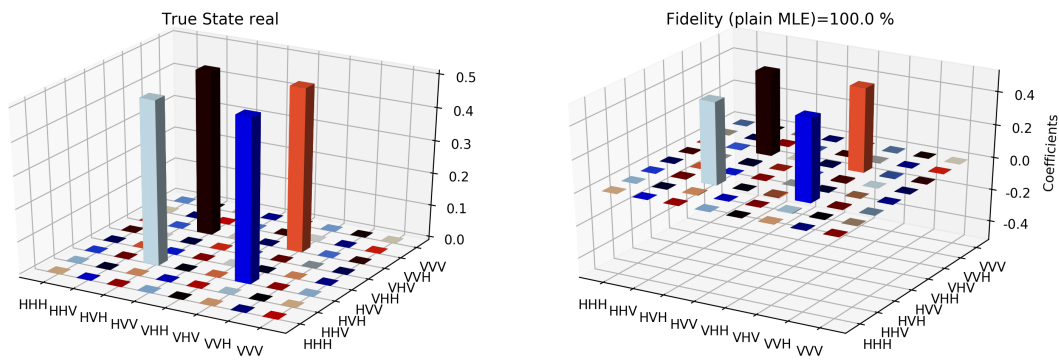 True State real
0.5
0.4
0.3
0.2
0.1
0.0
HHH
HHV
HVH
HVV
VHH
VHV
VVH
VVV
HHH
HHV
HVH
HVV
VHH
VHV
VVH
VVV
Fidelity (plain MLE)=100.0 %
0.4
0.2
0.0
-0.2
-0.4
Coefficients
HHH
HHV
HVH
HVV
VHH
VHV
VVH
VVV
HHH
HHV
HVH
HVV
VHH
VHV
VVH
VVV